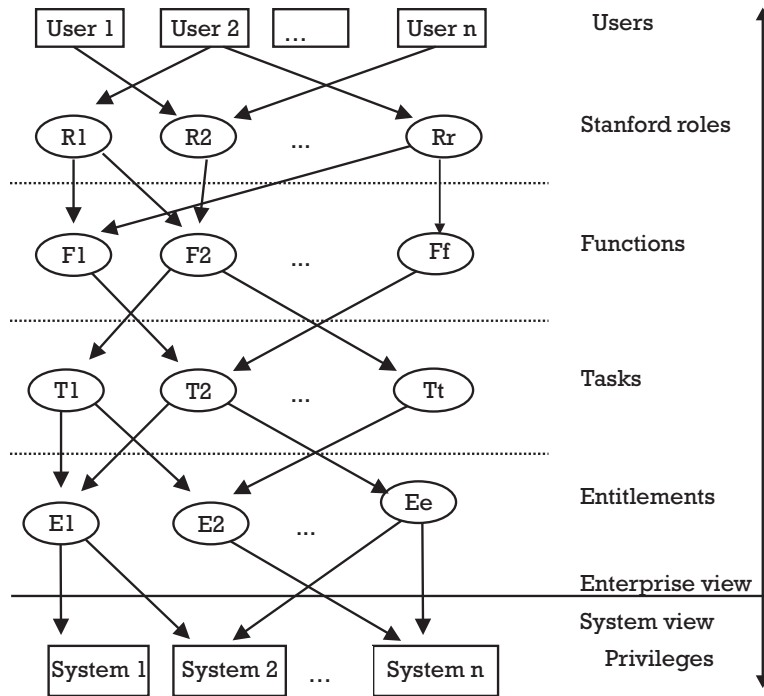 User 1 User 2 ... User n Users
R1 R2 ... Rr Stanford roles
F1 F2 ... Ff Functions
T1 T2 ... Tt Tasks
E1 E2 ... Ee Entitlements
Enterprise view
System view
Privileges
System 1 System 2 ... System n